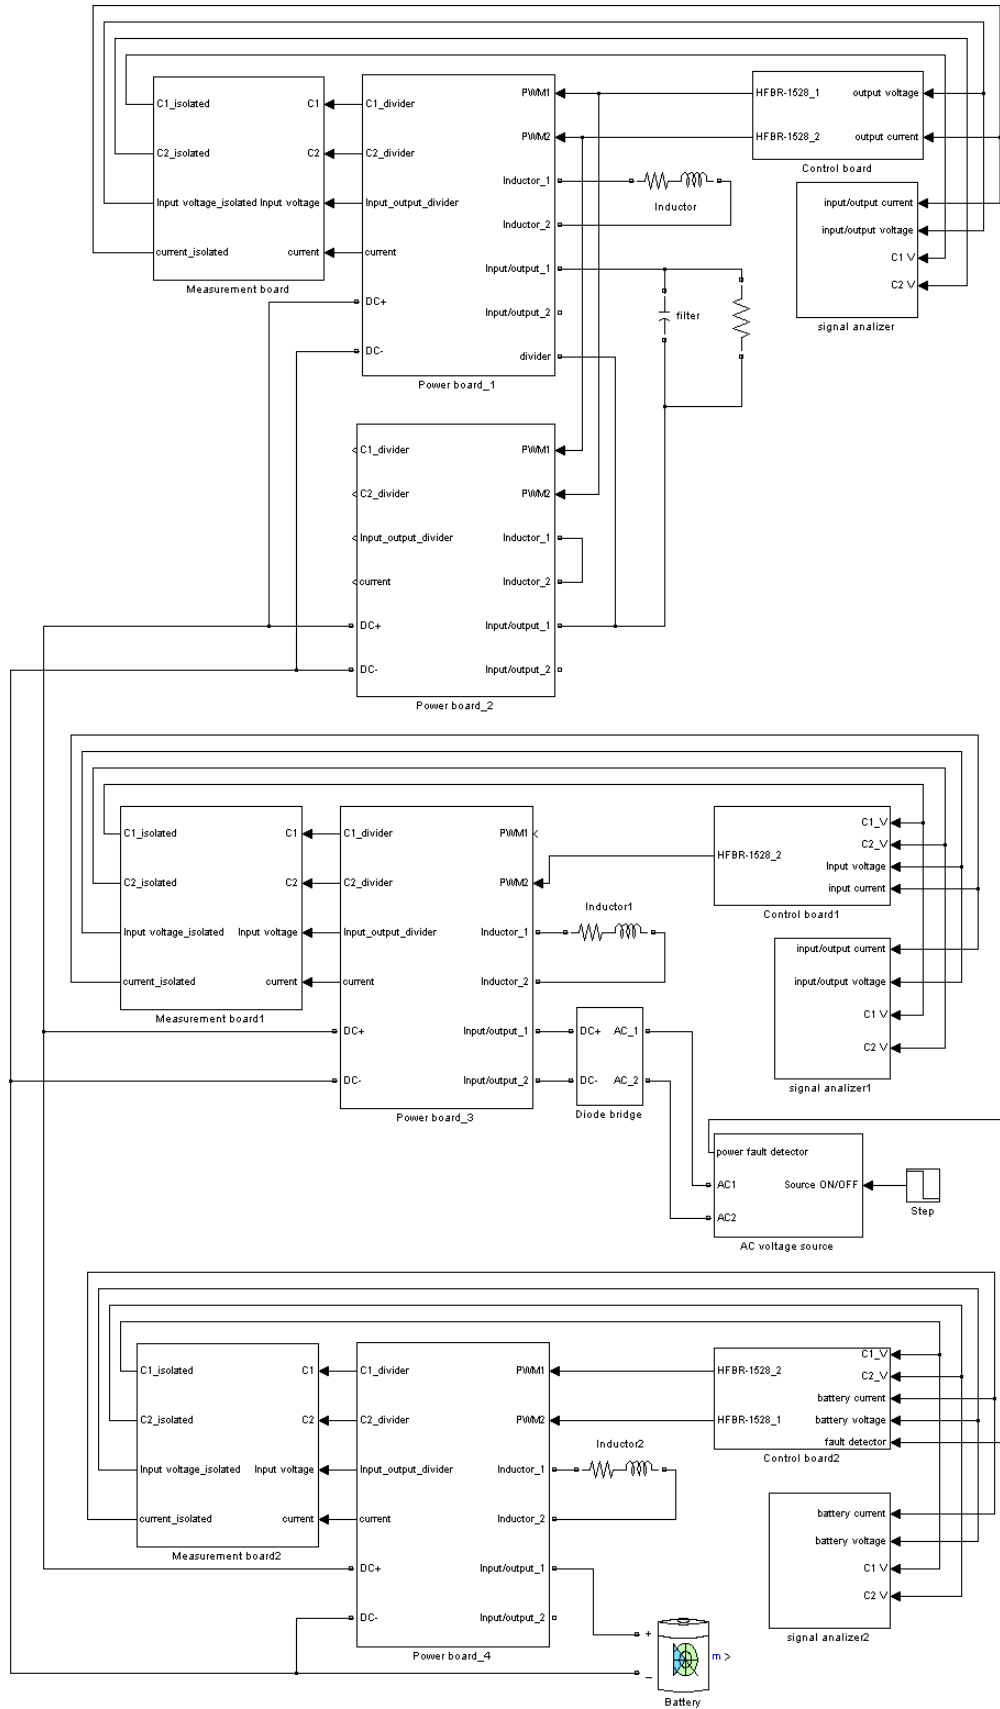 C1_isolated
C1
C1_divider
PWM1
HFBR-1528_1
output voltage
C2_isolated
C2
C2_divider
PWM2
HFBR-1528_2
output current
Control board
Input voltage_isolated
Input voltage
Input_output_divider
Inductor_1
Inductor
input/output current
current_isolated
current
current
Inductor_2
input/output voltage
C1 V
C2 V
signal analizer
Measurement board
DC+
Input/output_1
DC-
Input/output_2
divider
filter
Power board_1
C1_divider
PWM1
C2_divider
PWM2
Input_output_divider
Inductor_1
current
Inductor_2
DC+
Input/output_1
DC-
Input/output_2
Power board_2
C1_isolated
C1
C1_divider
PWM1
HFBR-1528_2
C1_V
C2_V
Input voltage
input current
Control board1
C2_isolated
C2
C2_divider
PWM2
Inductor1
Input voltage_isolated
Input voltage
Input_output_divider
Inductor_1
input/output current
current_isolated
current
current
Inductor_2
input/output voltage
C1 V
C2 V
signal analizer1
Measurement board1
DC+
Input/output_1
DC+
AC_1
DC-
Input/output_2
DC-
AC_2
Diode bridge
Power board_3
power fault detector
AC1
Source ON/OFF
AC2
Step
AC voltage source
C1_isolated
C1
C1_divider
PWM1
HFBR-1528_2
C1_V
C2_V
battery current
C2_isolated
C2
C2_divider
PWM2
HFBR-1528_1
battery voltage
fault detector
Control board2
Inductor2
Input voltage_isolated
Input voltage
Input_output_divider
Inductor_1
current_isolated
current
current
Inductor_2
battery current
battery voltage
C1 V
C2 V
signal analizer2
Measurement board2
DC+
Input/output_1
DC-
Input/output_2
Power board_4
+
m >
_
Battery